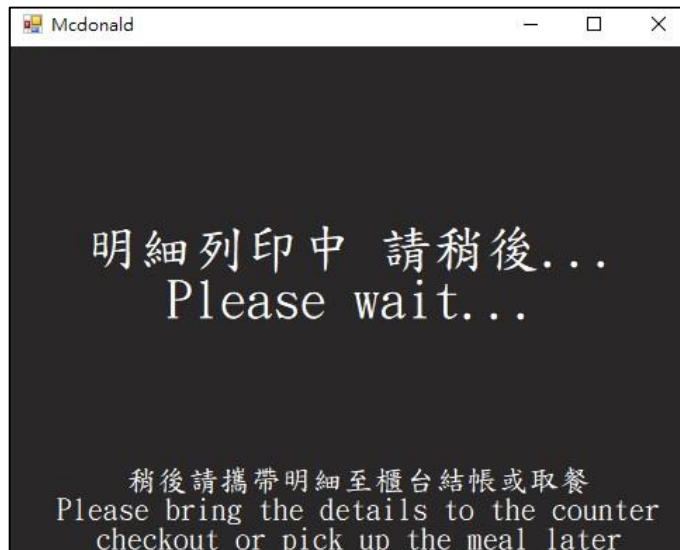 Mcdonald
明細列印中 請稍後...
Please wait...
稍後請攜帶明細至櫃台結帳或取餐
Please bring the details to the counter
checkout or pick up the meal later